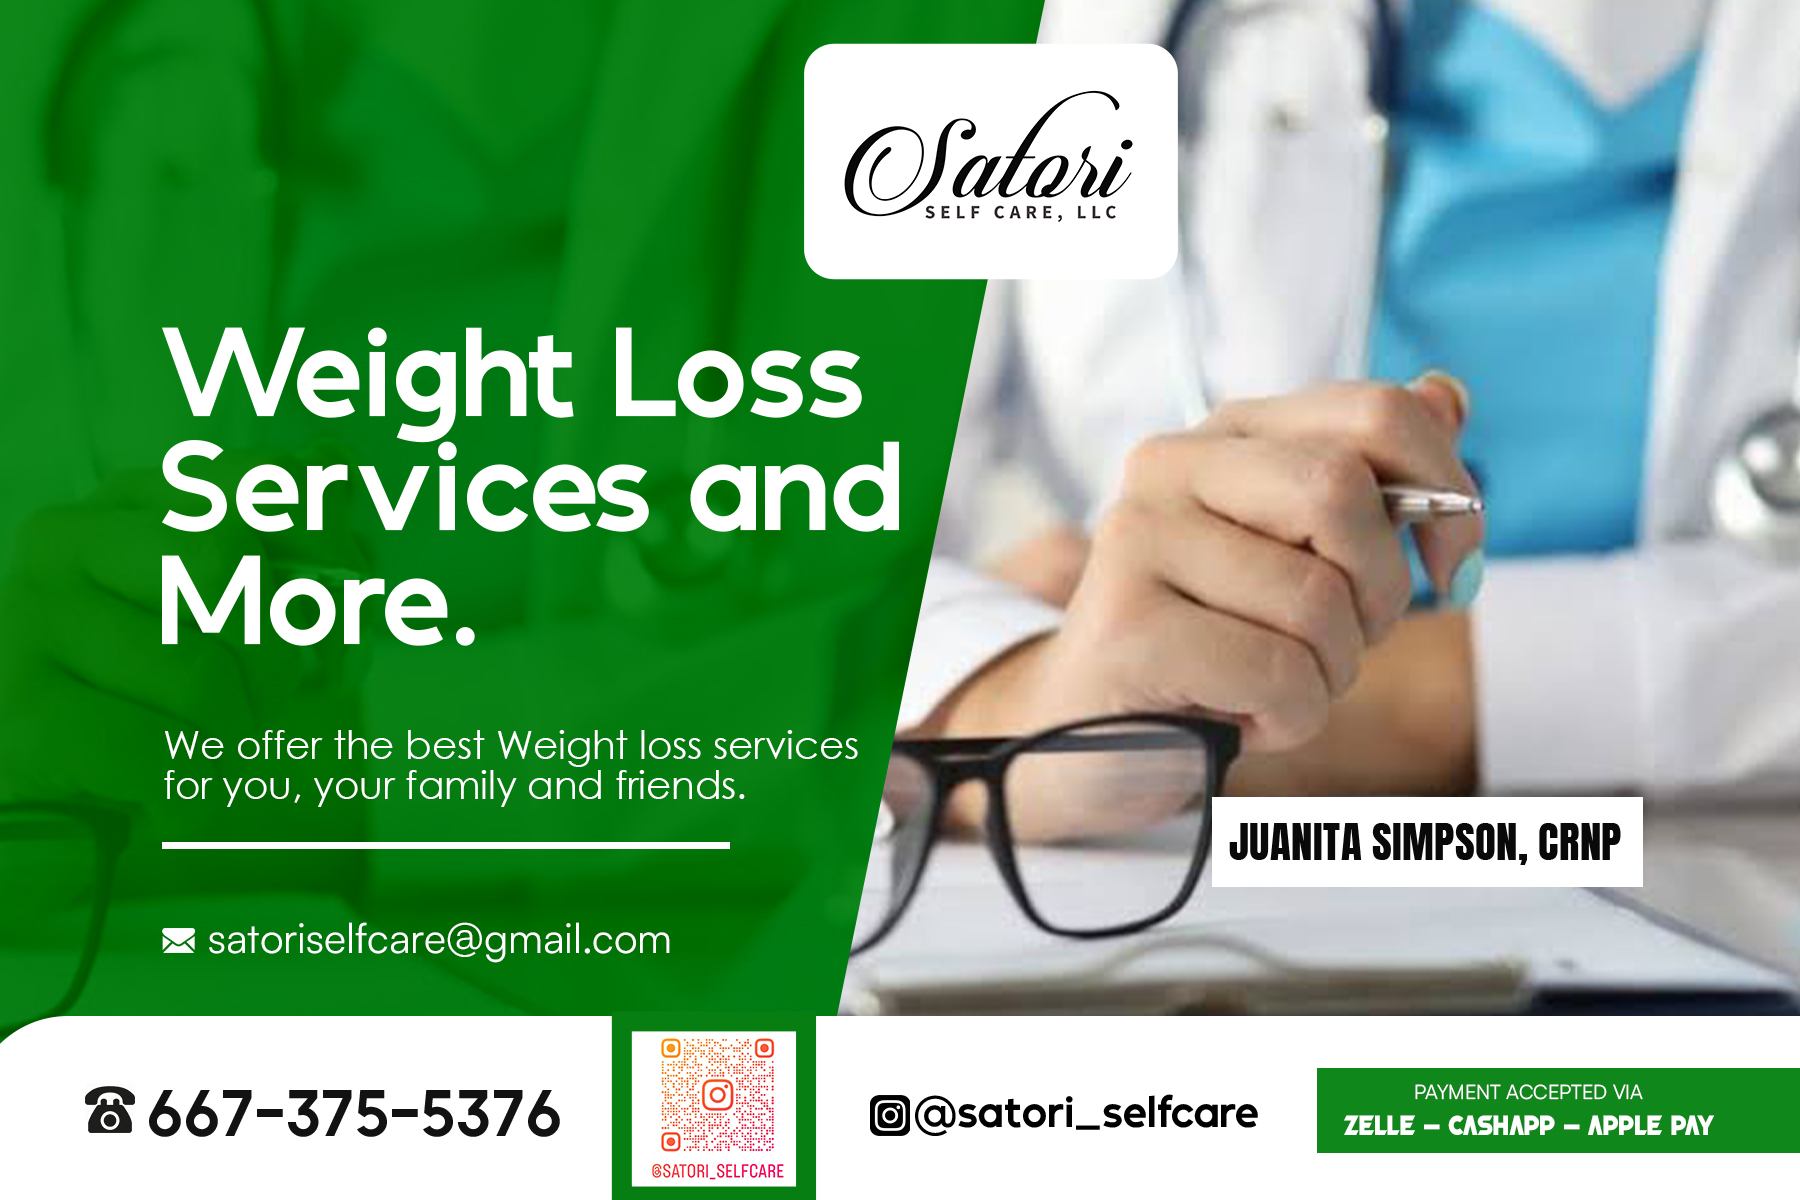 Satori
SELF CARE, LLC
Weight Loss
Services and
More.
We offer the best Weight loss services
for you, your family and friends.
satoriselfcare@gmail.com
JUANITA SIMPSON, CRNP
667-375-5376
@SATORI_SELFCARE
@satori_selfcare
PAYMENT ACCEPTED VIA
ZELLE – CASHAPP – APPLE PAY